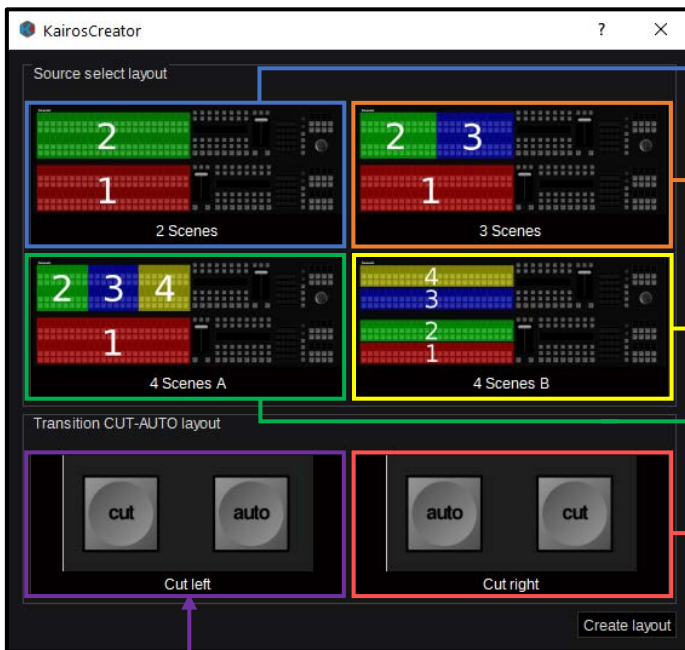 KairosCreator ? ×
Source select layout
2
1
2 Scenes
2 3
1
3 Scenes
2 3 4
1
4 Scenes A
4
3
2
1
4 Scenes B
Transition CUT-AUTO layout
cut auto
Cut left
auto cut
Cut right
Create layout